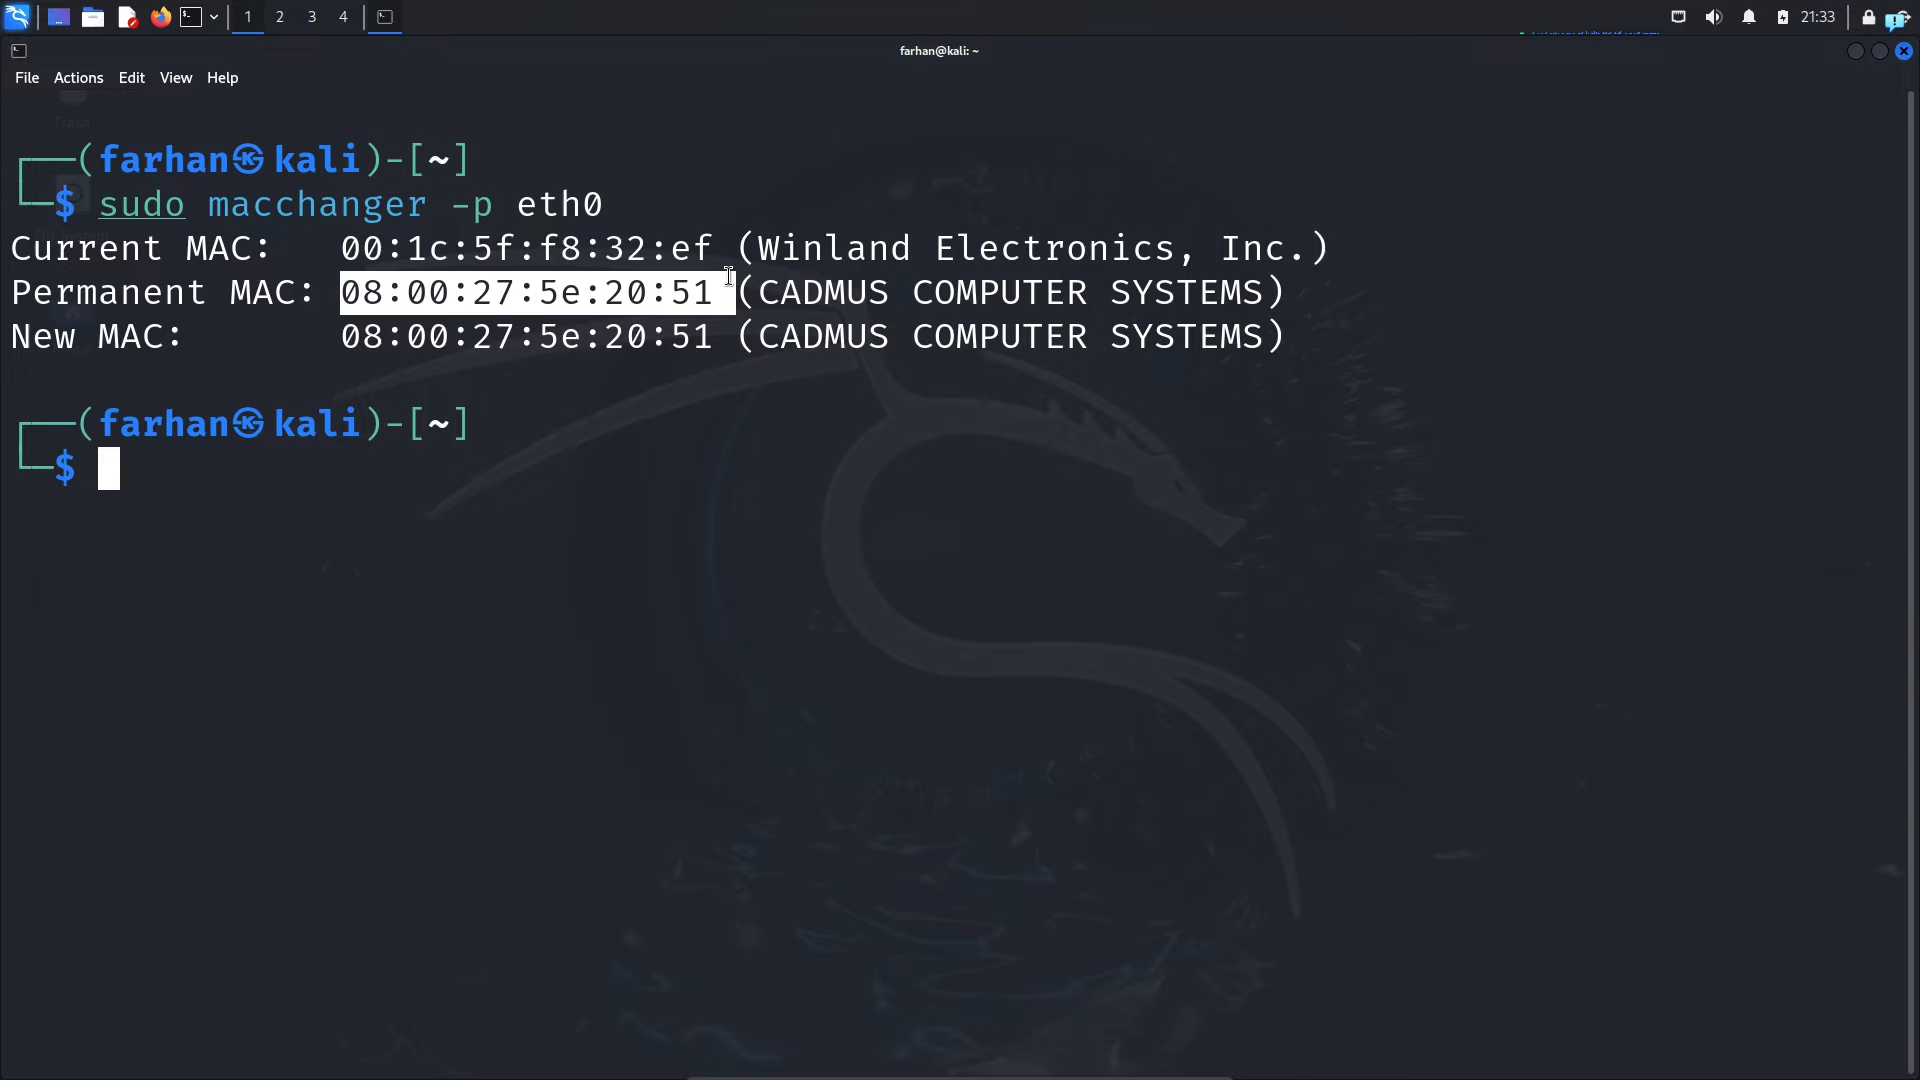 1 2 3 4 21:33
farhan@kali: ~
File Actions Edit View Help
┌──(farhan㉿kali)-[~]
└─$ sudo macchanger -p eth0
Current MAC:   00:1c:5f:f8:32:ef (Winland Electronics, Inc.)
Permanent MAC: 08:00:27:5e:20:51 (CADMUS COMPUTER SYSTEMS)
New MAC:       08:00:27:5e:20:51 (CADMUS COMPUTER SYSTEMS)
┌──(farhan㉿kali)-[~]
└─$